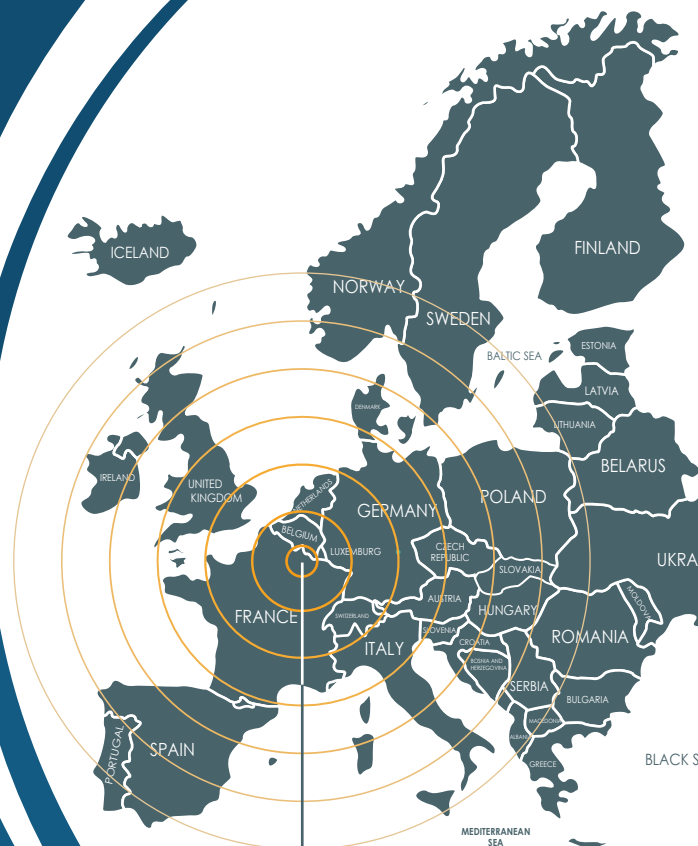 ICELAND
FINLAND
NORWAY
SWEDEN
ESTONIA
BALTIC SEA
LATVIA
DENMARK
LITHUANIA
BELARUS
IRELAND
UNITED
KINGDOM
NETHERLANDS
POLAND
GERMANY
BELGIUM
LUXEMBURG
CZECH
REPUBLIC
UKRA
SLOVAKIA
AUSTRIA
MOLDOVA
HUNGARY
FRANCE
SWITZERLAND
SLOVENIA
ROMANIA
CROATIA
ITALY
BOSNIA AND
HERZEGOVINA
SERBIA
BULGARIA
MACEDONIA
ALBANIA
SPAIN
PORTUGAL
GREECE
BLACK S
MEDITERRANEAN
SEA